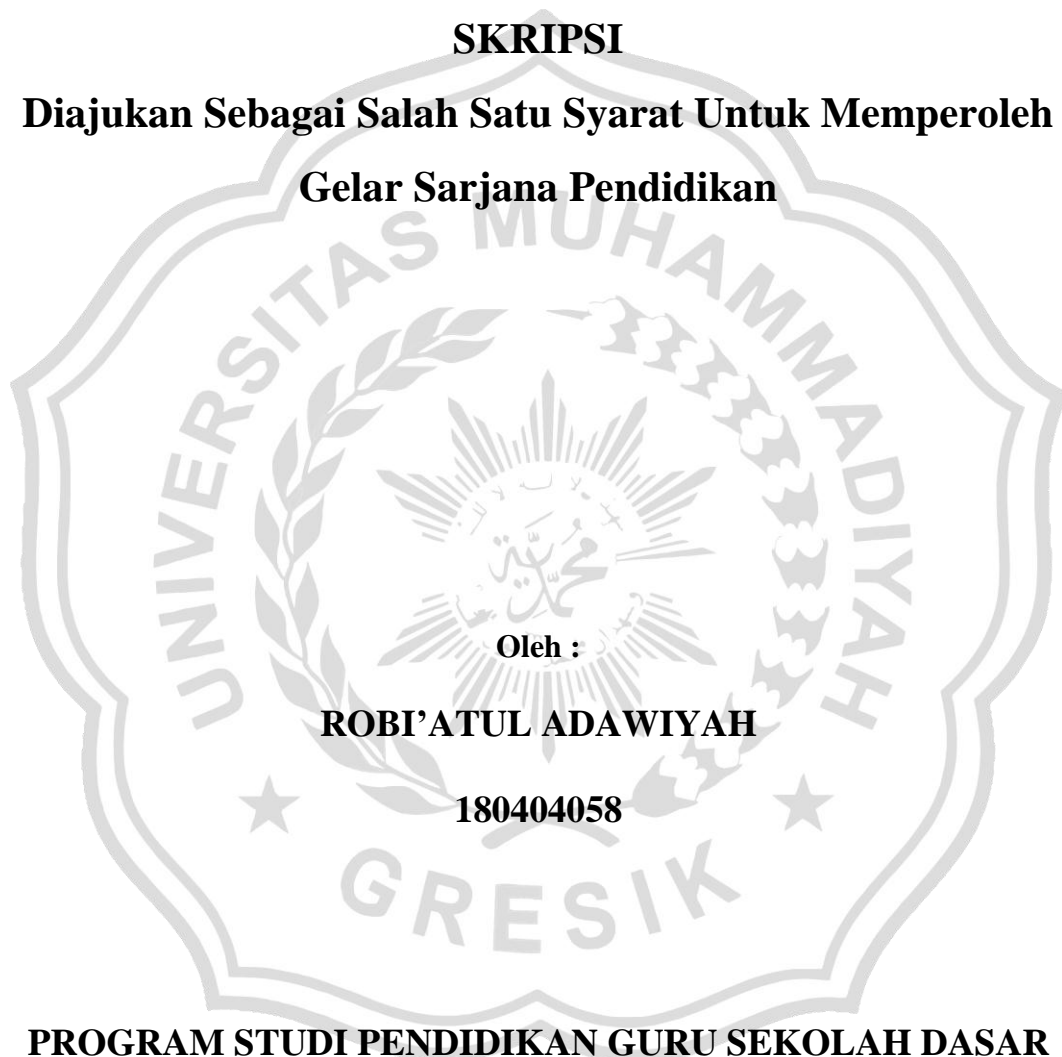 SKRIPSI
Diajukan Sebagai Salah Satu Syarat Untuk Memperoleh
Gelar Sarjana Pendidikan
UNIVERSITAS MUHAMMADIYAH
Oleh :
ROBI’ATUL ADAWIYAH
180404058
GRESIK
PROGRAM STUDI PENDIDIKAN GURU SEKOLAH DASAR